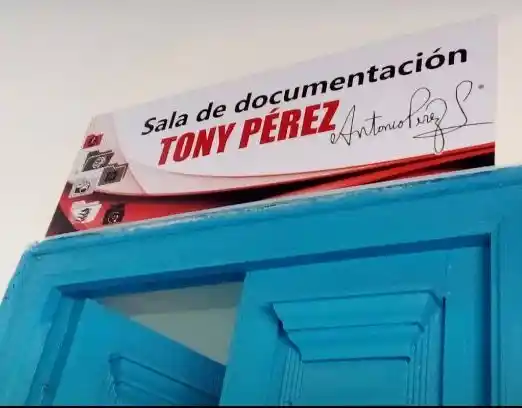 Sala de documentación
TONY PÉREZ
Antonio Pérez S.